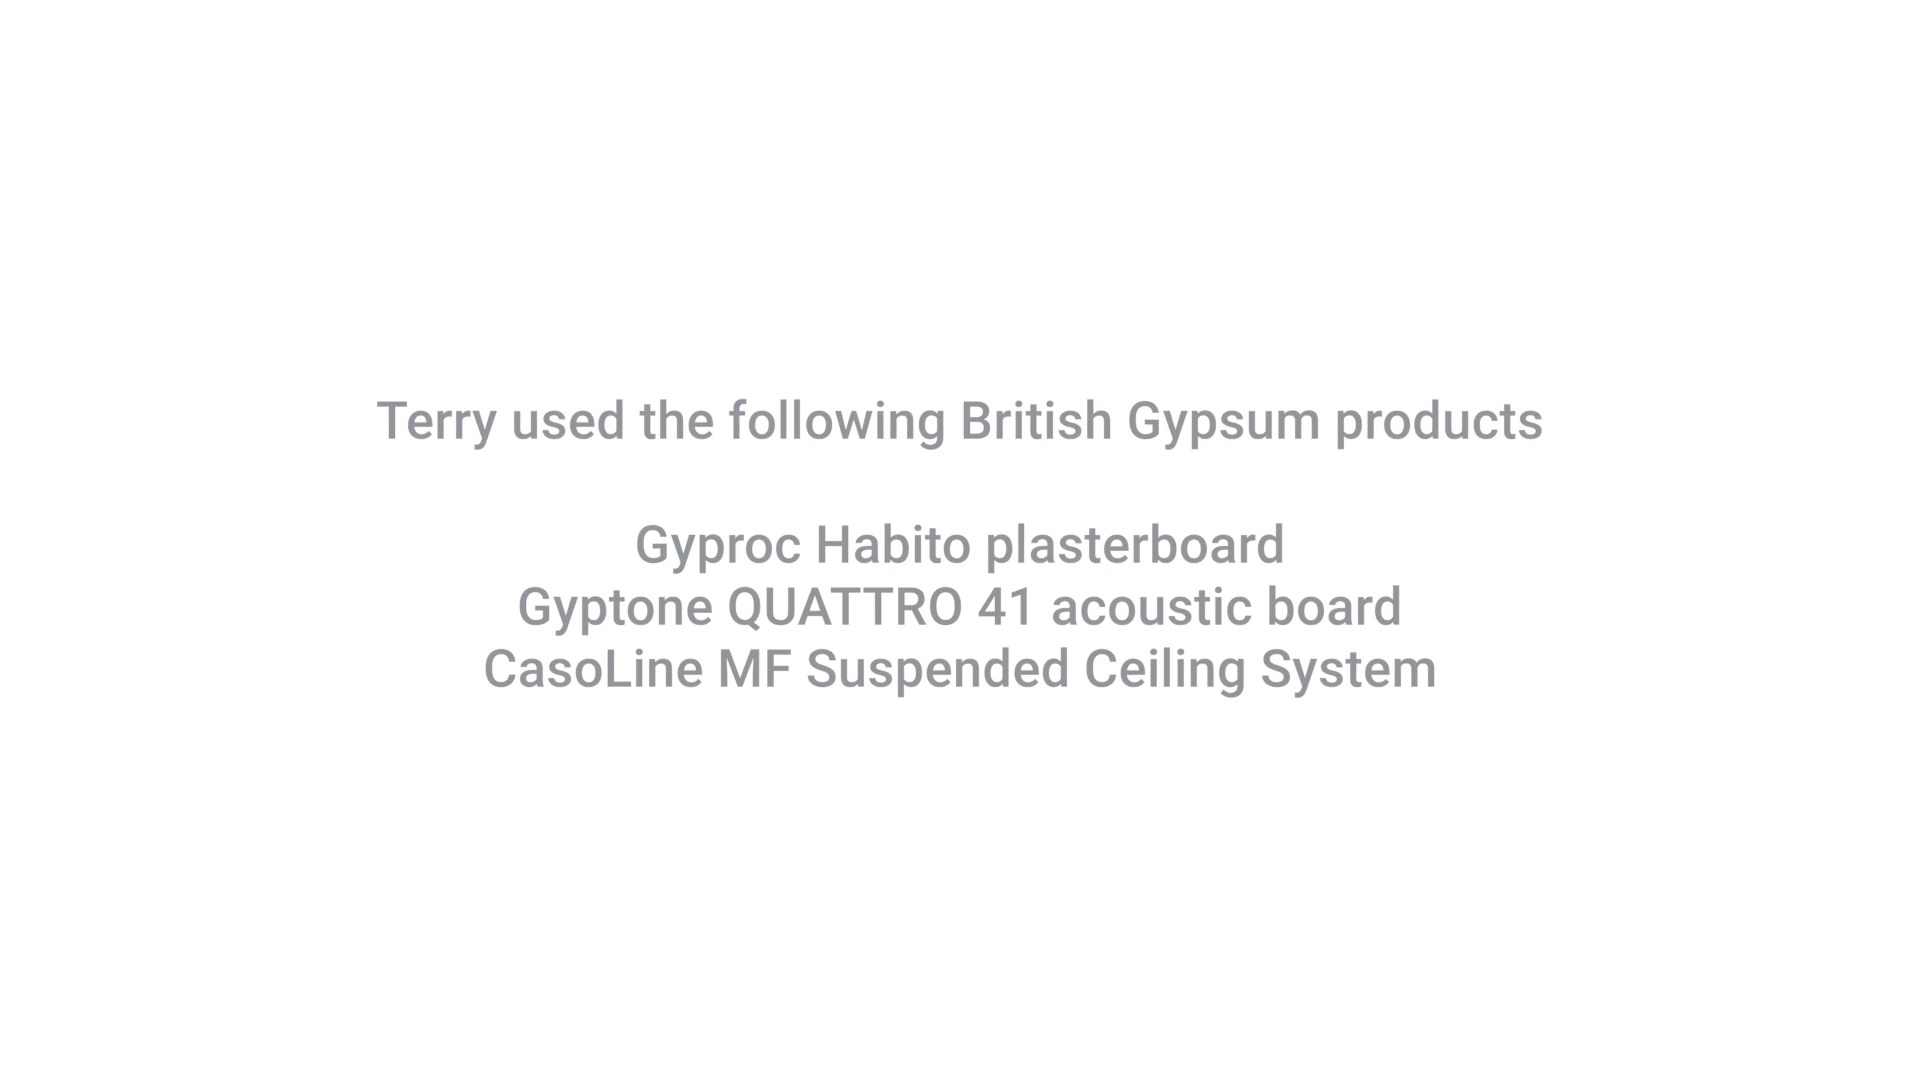 Terry used the following British Gypsum products
Gyproc Habito plasterboard
Gyptone QUATTRO 41 acoustic board
CasoLine MF Suspended Ceiling System